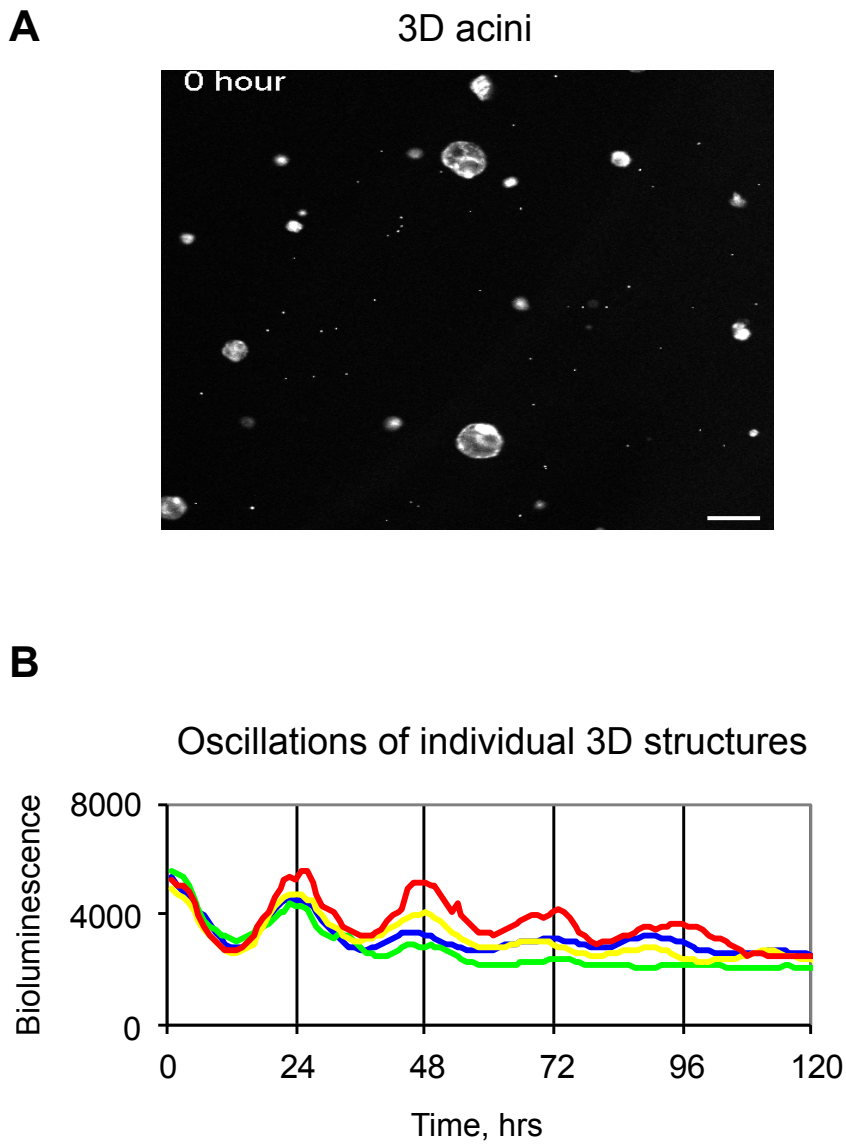 A
3D acini
0 hour
B
Oscillations of individual 3D structures
8000
4000
0
Bioluminescence
0 24 48 72 96 120
Time, hrs